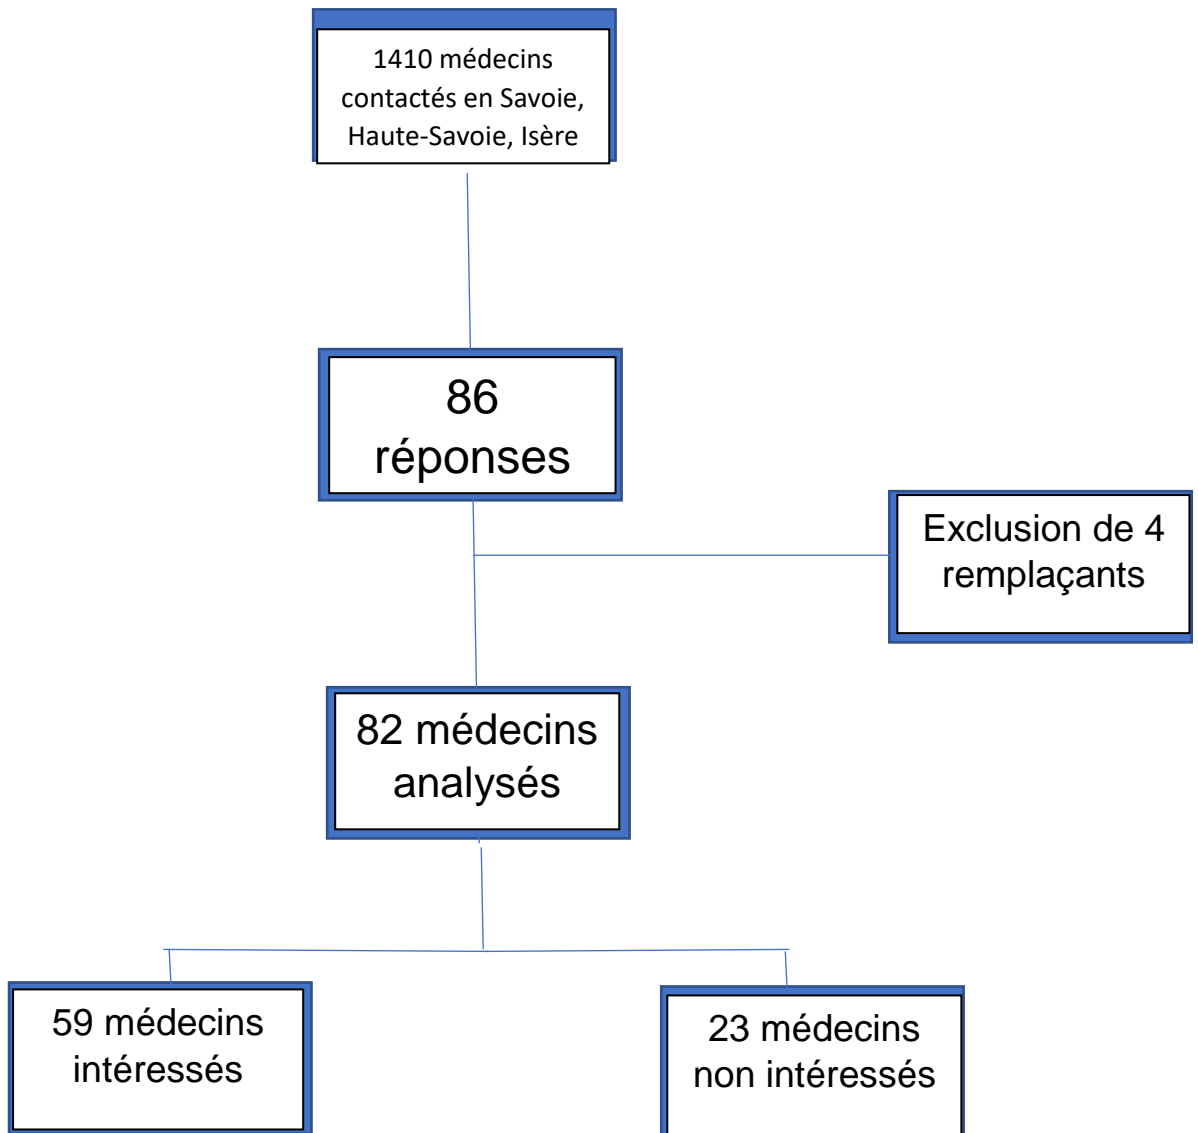 1410 médecins
contactés en Savoie,
Haute-Savoie, Isère
86
réponses
Exclusion de 4
remplaçants
82 médecins
analysés
59 médecins
intéressés
23 médecins
non intéressés